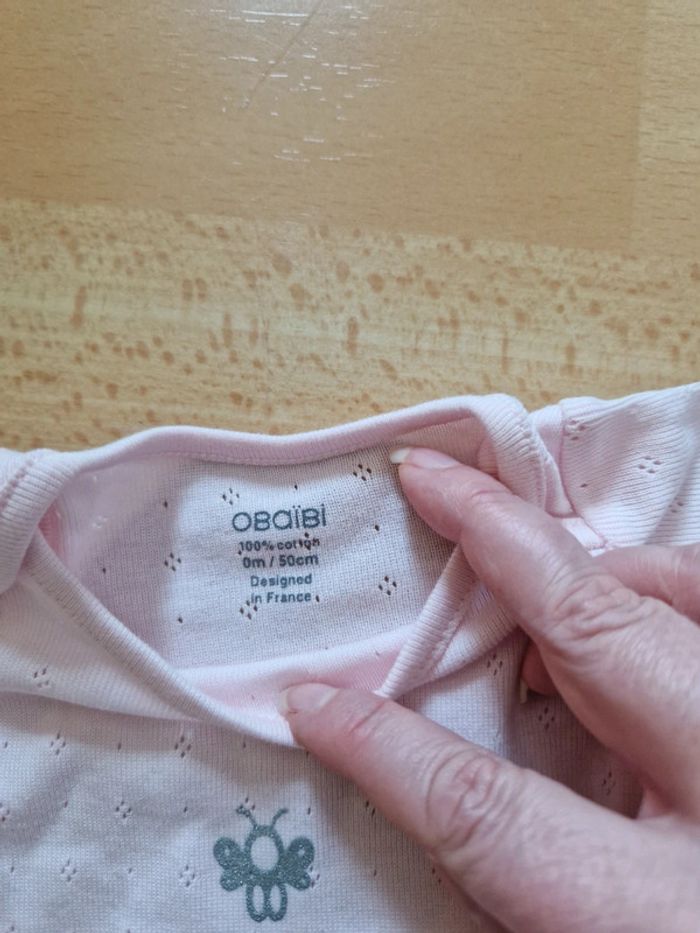 OBaïBi
100% cotton
0m / 50cm
Designed
in France